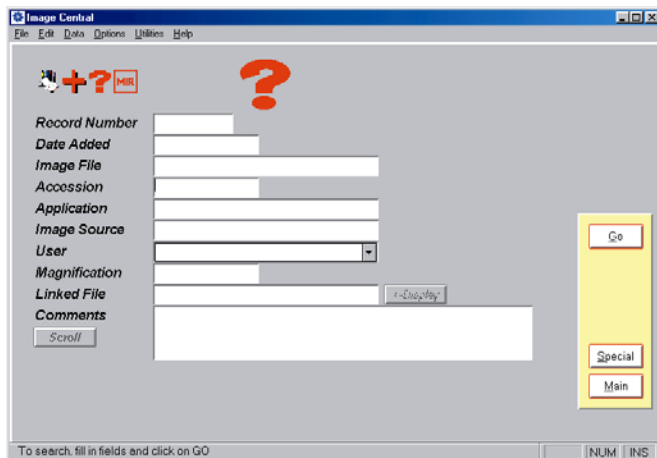 Image Central
File Edit Data Options Utilities Help
+ ? MIR ?
Record Number
Date Added
Image File
Accession
Application
Image Source
User
Magnification
Linked File <-Display
Comments
Scroll
Go
Special
Main
To search, fill in fields and click on GO NUM INS